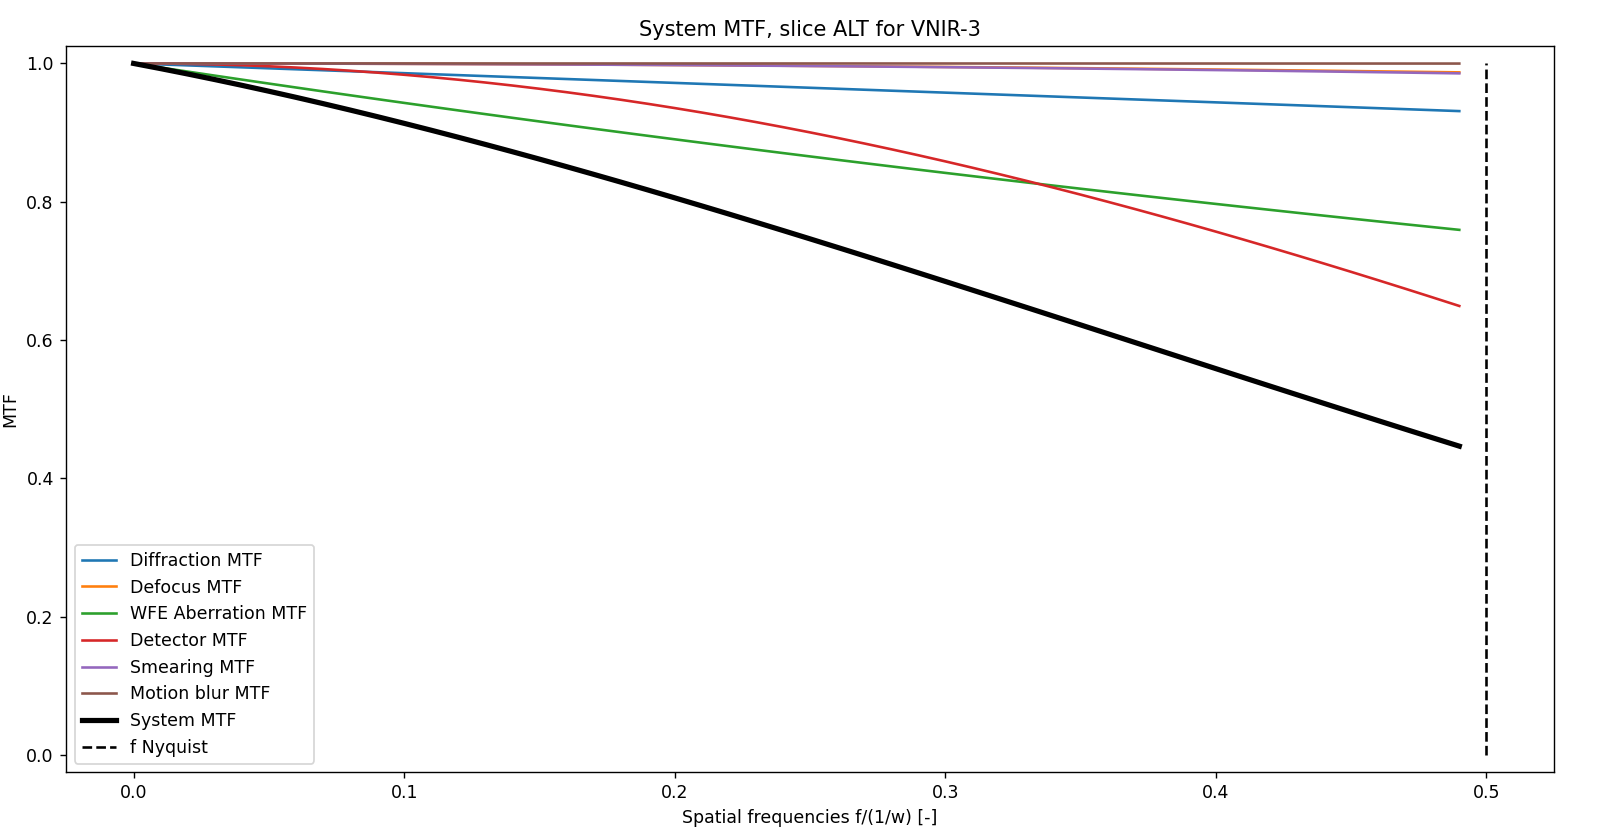 System MTF, slice ALT for VNIR-3
MTF
1.0
0.8
0.6
0.4
0.2
0.0
Diffraction MTF
Defocus MTF
WFE Aberration MTF
Detector MTF
Smearing MTF
Motion blur MTF
System MTF
f Nyquist
0.0 0.1 0.2 0.3 0.4 0.5
Spatial frequencies f/(1/w) [-]